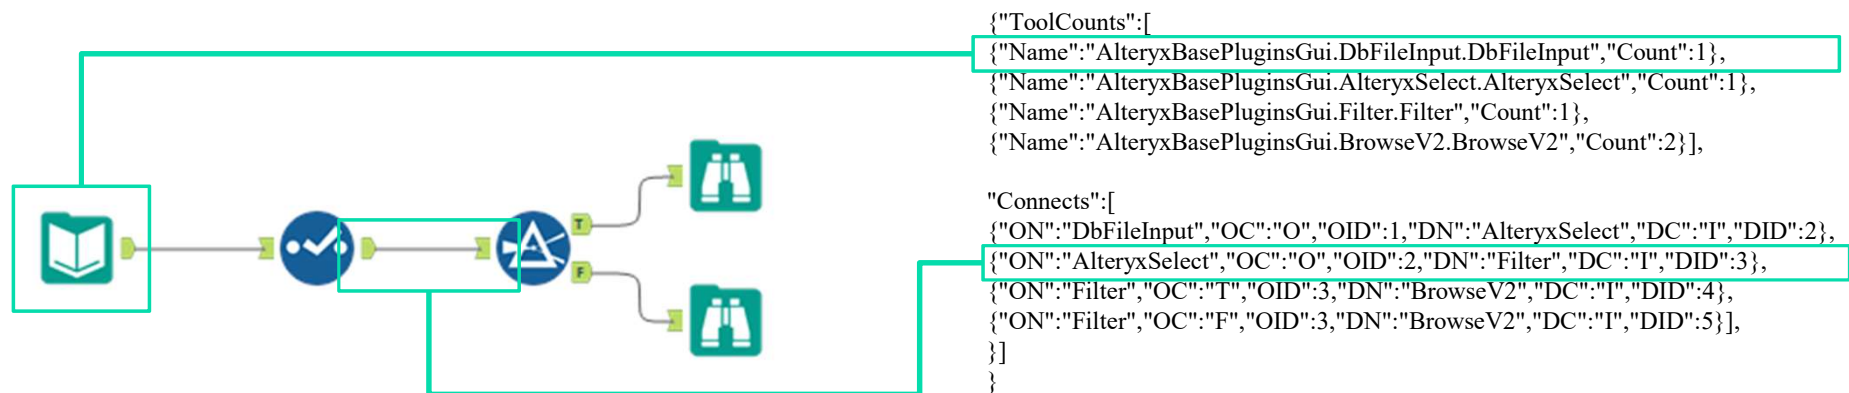 {"ToolCounts":[
{"Name":"AlteryxBasePluginsGui.DbFileInput.DbFileInput","Count":1},
{"Name":"AlteryxBasePluginsGui.AlteryxSelect.AlteryxSelect","Count":1},
{"Name":"AlteryxBasePluginsGui.Filter.Filter","Count":1},
{"Name":"AlteryxBasePluginsGui.BrowseV2.BrowseV2","Count":2}],
"Connects":[
{"ON":"DbFileInput","OC":"O","OID":1,"DN":"AlteryxSelect","DC":"I","DID":2},
{"ON":"AlteryxSelect","OC":"O","OID":2,"DN":"Filter","DC":"I","DID":3},
{"ON":"Filter","OC":"T","OID":3,"DN":"BrowseV2","DC":"I","DID":4},
{"ON":"Filter","OC":"F","OID":3,"DN":"BrowseV2","DC":"I","DID":5}],
}]
}
T
F